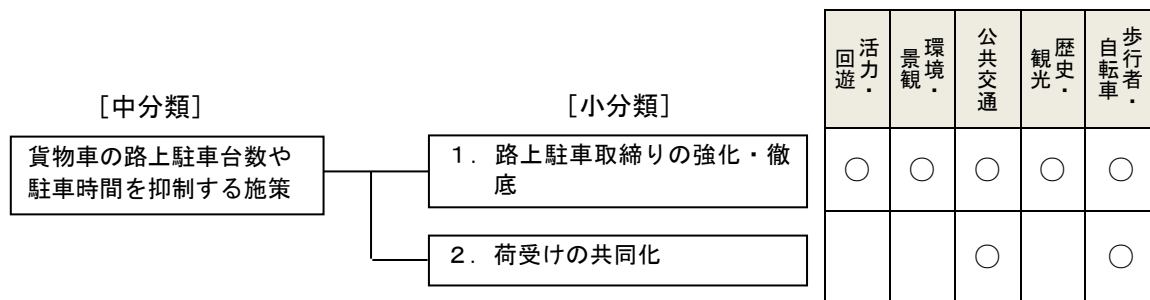 活力・
回遊
環境・
景観
公共交通
歴史・
観光
歩行者・
自転車
[中分類]
[小分類]
貨物車の路上駐車台数や
駐車時間を抑制する施策
１．路上駐車取締りの強化・徹
底
○ ○ ○ ○ ○
２．荷受けの共同化
○ ○